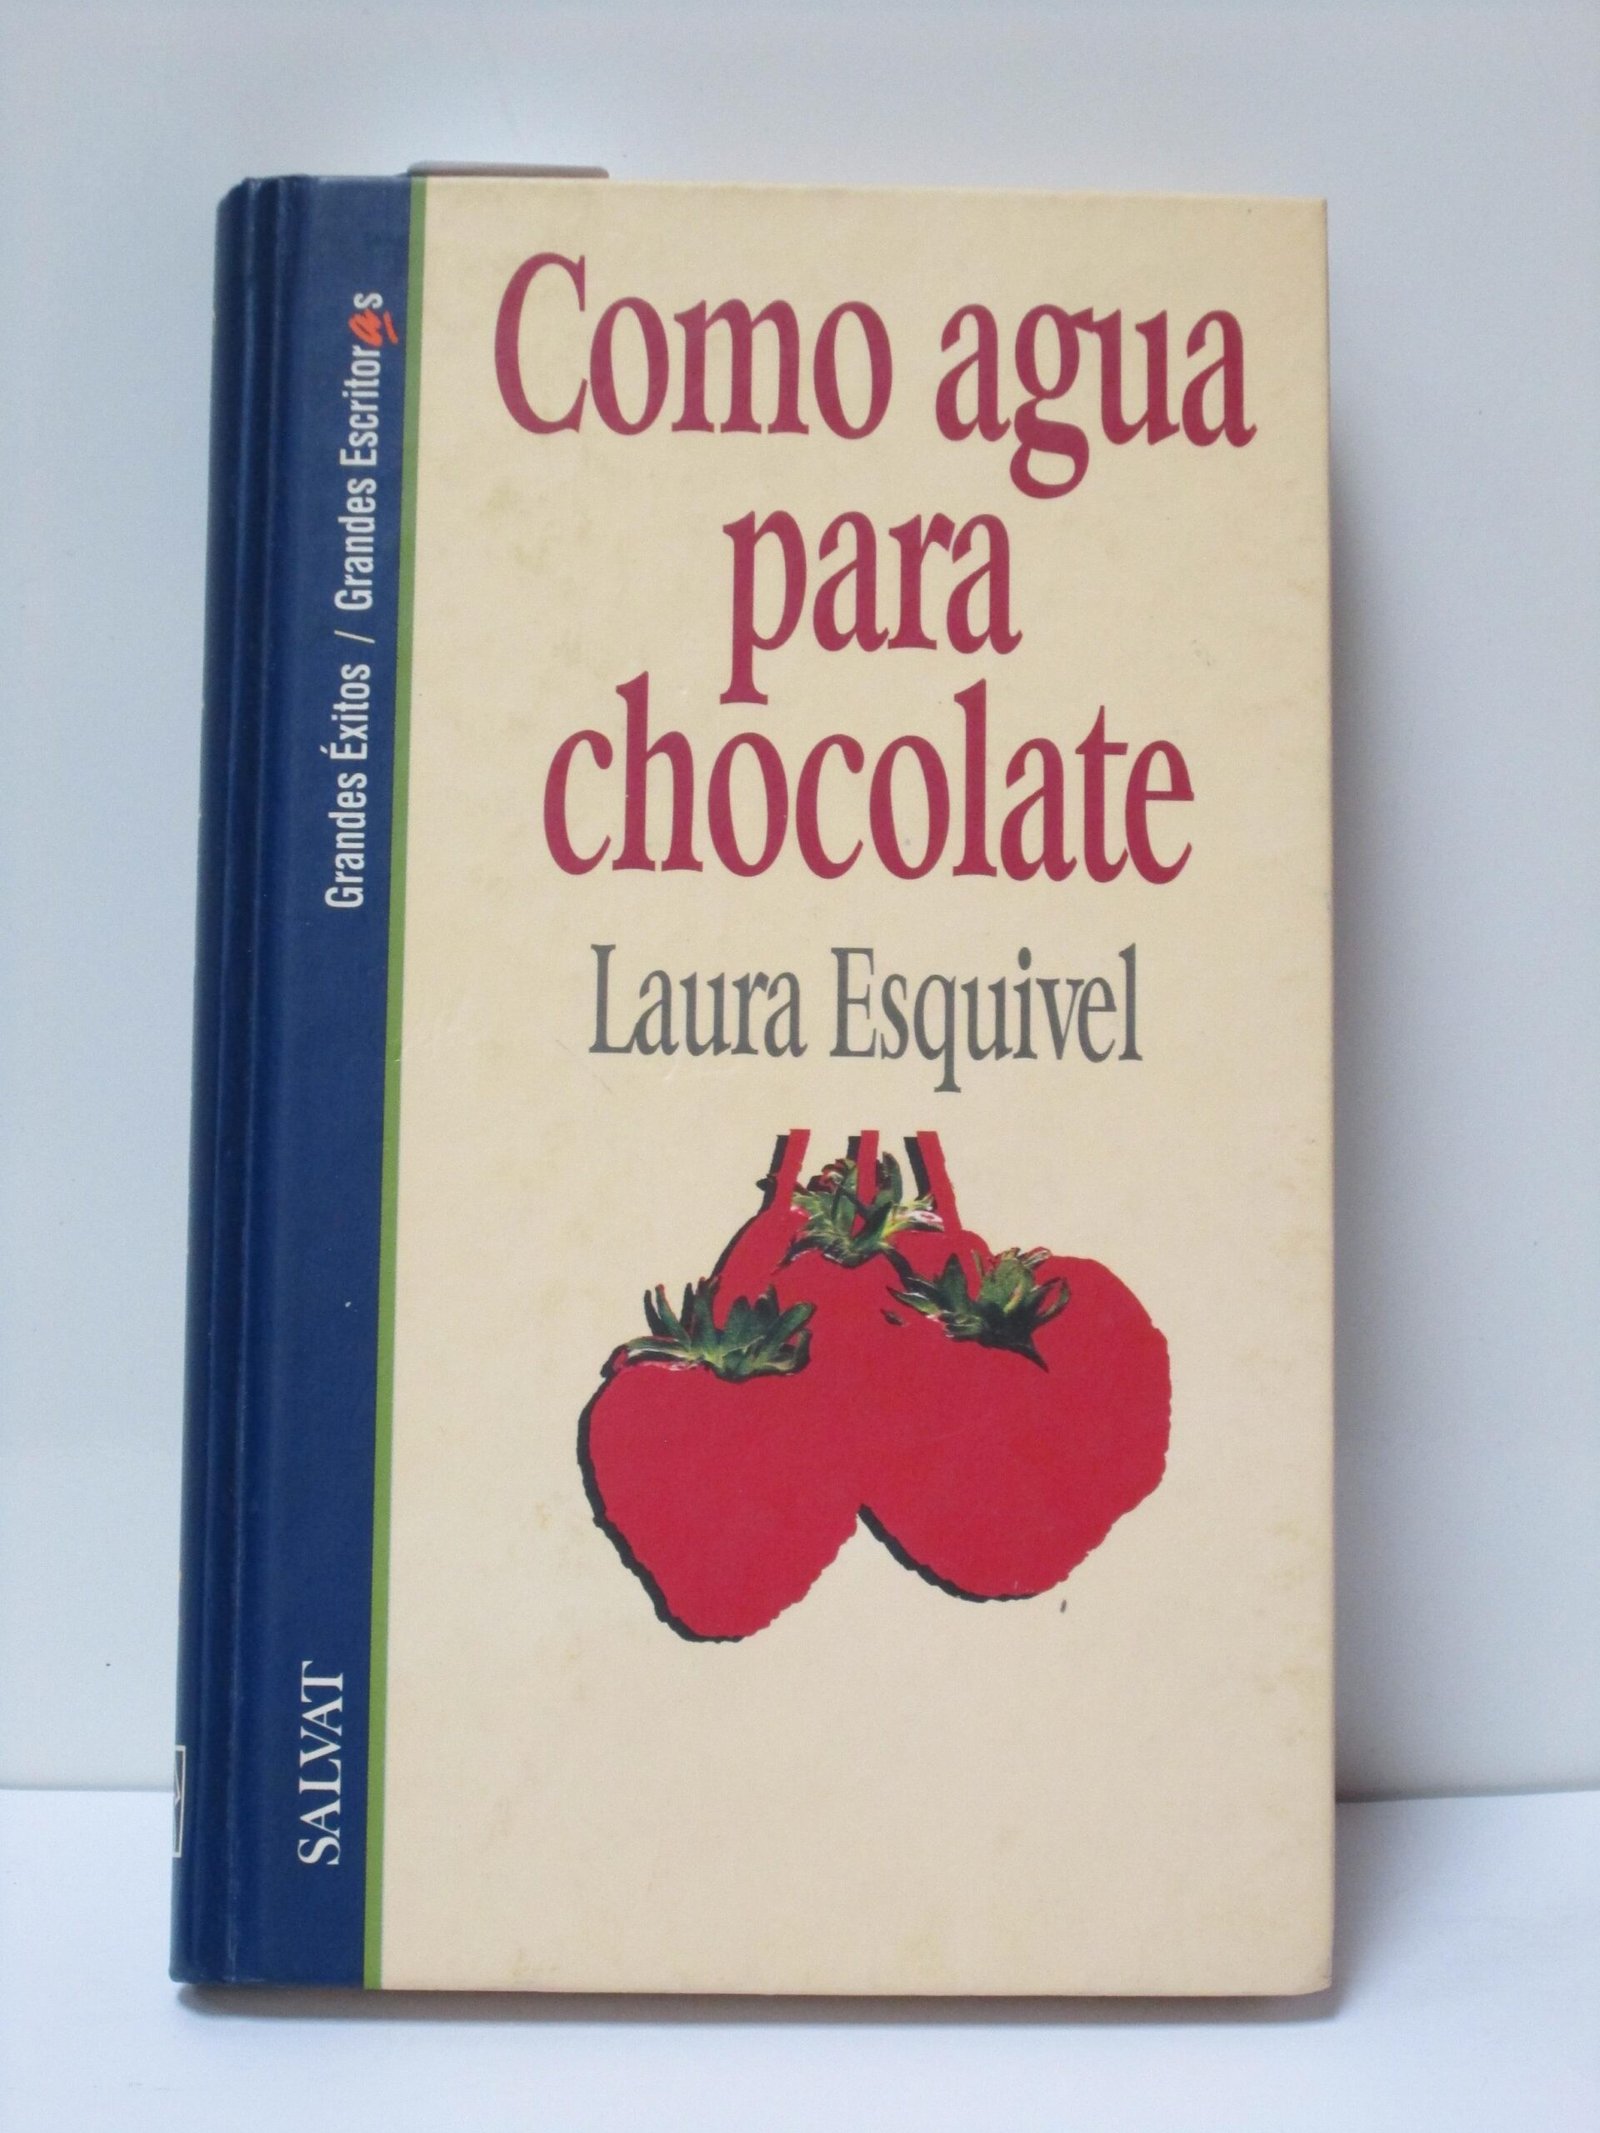 Como agua
para
chocolate
Laura Esquivel
Grandes Éxitos / Grandes Escritoras
SALVAT